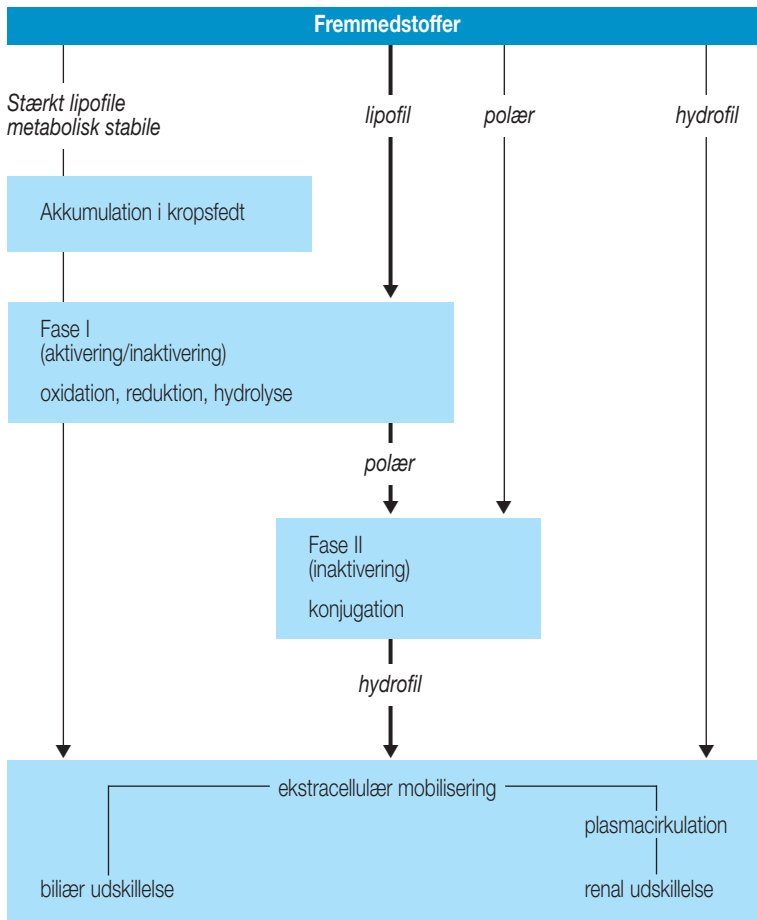 Fremmedstoffer
Stærkt lipofile
metabolisk stabile
lipofil
polær
hydrofil
Akkumulation i kropsfedt
Fase I
(aktivering/inaktivering)
oxidation, reduktion, hydrolyse
polær
Fase II
(inaktivering)
konjugation
hydrofil
ekstracellulær mobilisering
plasmacirkulation
biliær udskillelse
renal udskillelse